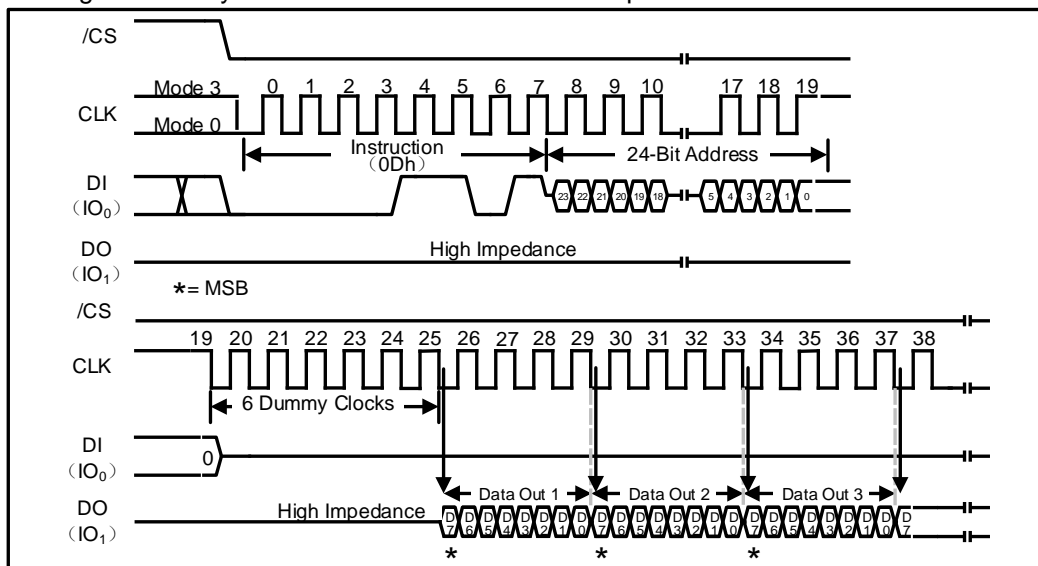 /CS
Mode 3 0 1 2 3 4 5 6 7 8 9 10 17 18 19
CLK
Mode 0
Instruction 24-Bit Address
（0Dh）
DI
（IO0） 23 22 21 20 19 18 5 4 3 2 1 0
DO High Impedance
（IO1）
*= MSB
/CS
19 20 21 22 23 24 25 26 27 28 29 30 31 32 33 34 35 36 37 38
CLK
6 Dummy Clocks
DI
（IO0） 0
Data Out 1 Data Out 2 Data Out 3
DO High Impedance
（IO1） D7 D6 D5 D4 D3 D2 D1 D0 D7 D6 D5 D4 D3 D2 D1 D0 D7 D6 D5 D4 D3 D2 D1 D0 D7
* * *